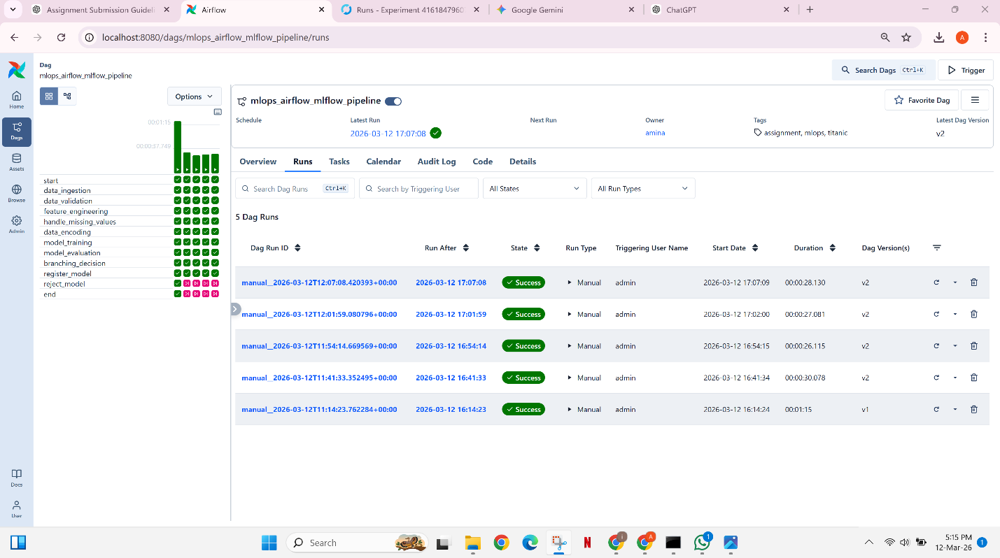 Assignment Submission Guideli
Airflow
Runs - Experiment 4161847960
Google Gemini
ChatGPT
localhost:8080/dags/mlops_airflow_mlflow_pipeline/runs
A
Dag
mlops_airflow_mlflow_pipeline
Search Dags Ctrl+K
Trigger
Home
Dags
Assets
Browse
Admin
Docs
User
Options
00:01:15
00:00:37.749
start
data_ingestion
data_validation
feature_engineering
handle_missing_values
data_encoding
model_training
model_evaluation
branching_decision
register_model
reject_model
end
mlops_airflow_mlflow_pipeline
Favorite Dag
Schedule Latest Run Next Run Owner Tags Latest Dag Version
2026-03-12 17:07:08 amina assignment, mlops, titanic v2
Overview Runs Tasks Calendar Audit Log Code Details
Search Dag Runs Ctrl+K Search by Triggering User All States All Run Types
5 Dag Runs
Dag Run ID Run After State Run Type Triggering User Name Start Date Duration Dag Version(s)
manual__2026-03-12T12:07:08.420393+00:00 2026-03-12 17:07:08 Success Manual admin 2026-03-12 17:07:09 00:00:28.130 v2
manual__2026-03-12T12:01:59.080796+00:00 2026-03-12 17:01:59 Success Manual admin 2026-03-12 17:02:00 00:00:27.081 v2
manual__2026-03-12T11:54:14.669569+00:00 2026-03-12 16:54:14 Success Manual admin 2026-03-12 16:54:15 00:00:26.115 v2
manual__2026-03-12T11:41:33.352495+00:00 2026-03-12 16:41:33 Success Manual admin 2026-03-12 16:41:34 00:00:30.078 v2
manual__2026-03-12T11:14:23.762284+00:00 2026-03-12 16:14:23 Success Manual admin 2026-03-12 16:14:24 00:01:15 v1
Search
N
i
A
1
5:15 PM
12-Mar-26
1